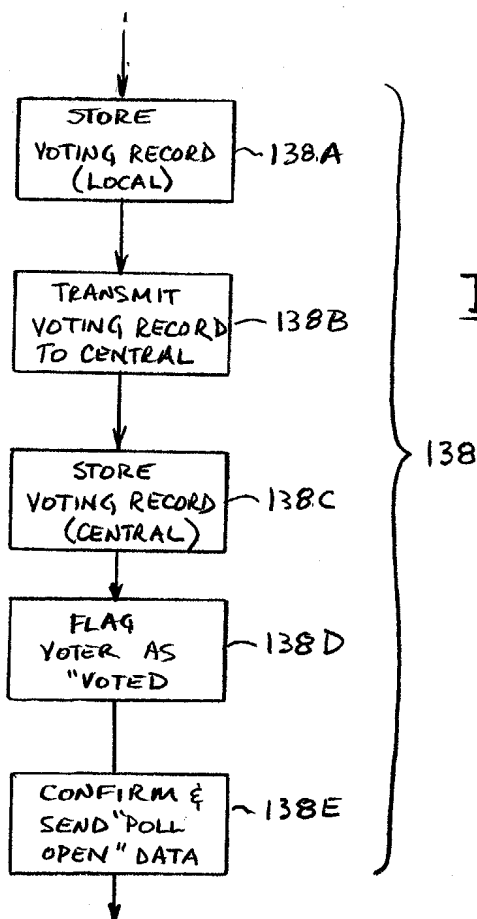 STORE
VOTING RECORD
(LOCAL)
138A
TRANSMIT
VOTING RECORD
TO CENTRAL
138B
STORE
VOTING RECORD
(CENTRAL)
138C
138
FLAG
VOTER AS
"VOTED
138D
CONFIRM &
SEND "POLL
OPEN" DATA
138E